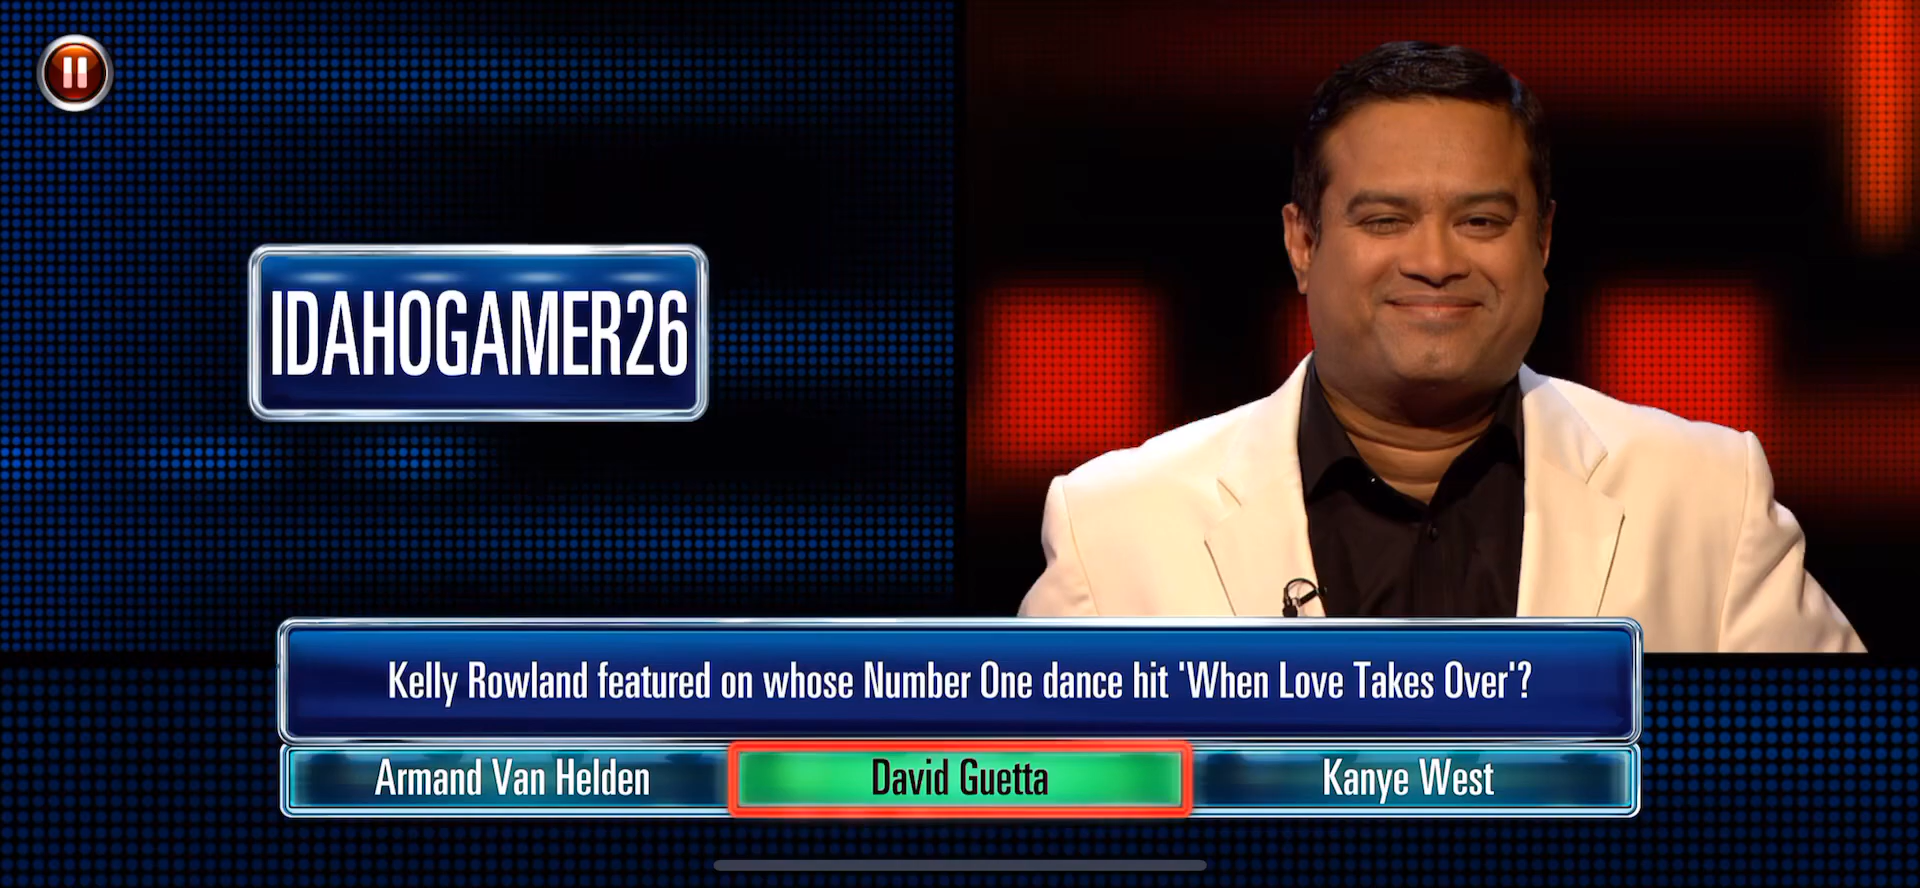 IDAHOGAMER26
Kelly Rowland featured on whose Number One dance hit 'When Love Takes Over'?
Armand Van Helden
David Guetta
Kanye West